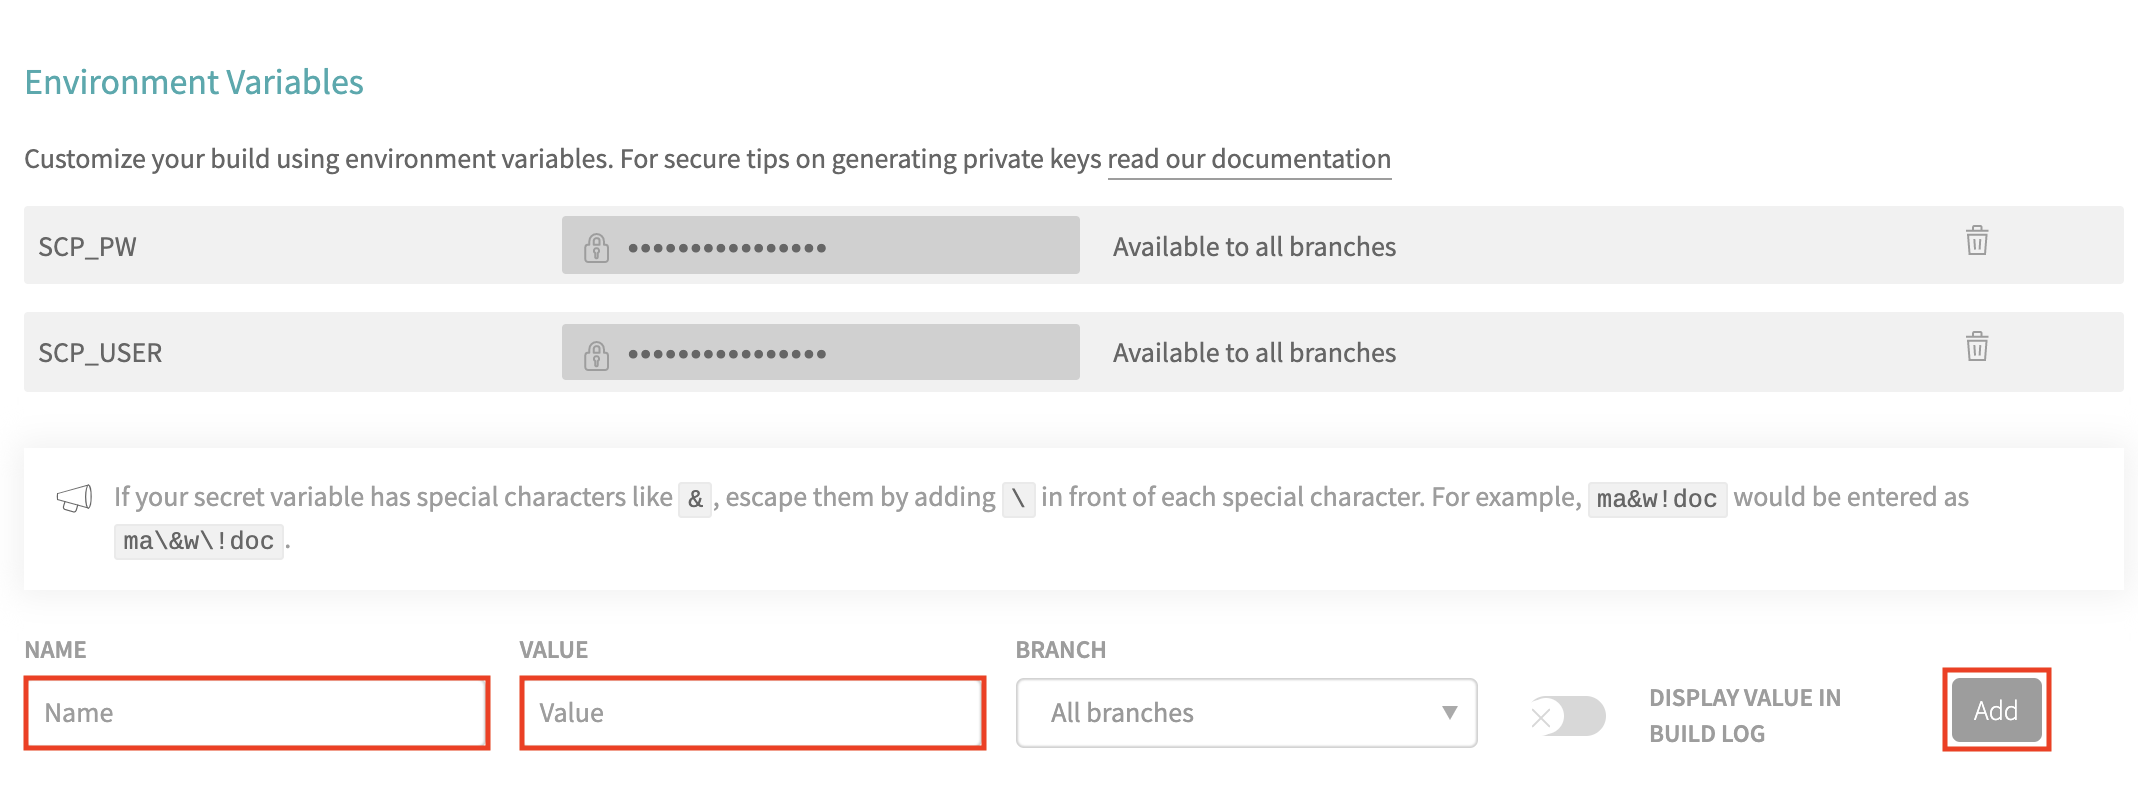 Environment Variables
Customize your build using environment variables. For secure tips on generating private keys read our documentation
SCP_PW •••••••••••••••• Available to all branches
SCP_USER •••••••••••••••• Available to all branches
If your secret variable has special characters like &, escape them by adding \ in front of each special character. For example, ma&w!doc would be entered as
ma\&w\!doc.
NAME VALUE BRANCH
Name Value All branches DISPLAY VALUE IN
BUILD LOG
Add